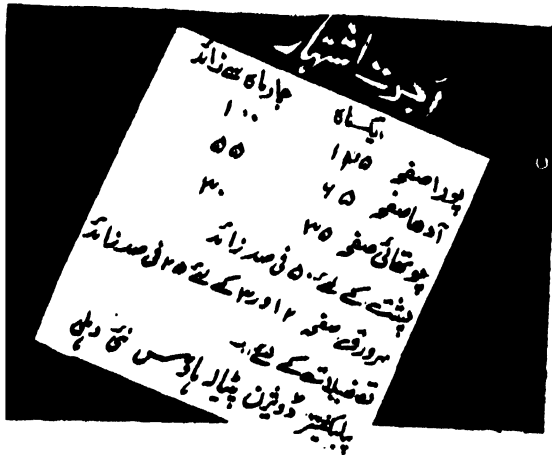 اجرت اشتہار
ایک ماہ چار ماہ سے زائد
پورا صفحہ ۱۲۵ ۱۰۰
آدھا صفحہ ۶۵ ۵۵
چوتھائی صفحہ ۳۵ ۳۰
پشت کے لئے ۵۰ فی صد زائد
سرورق صفحہ ۲ اور ۳ کے لئے ۲۵ فی صد زائد
تفصیلات کے لئے :۔
پبلیکیشنز ڈویژن پٹیالہ ہاؤس نئی دہلی